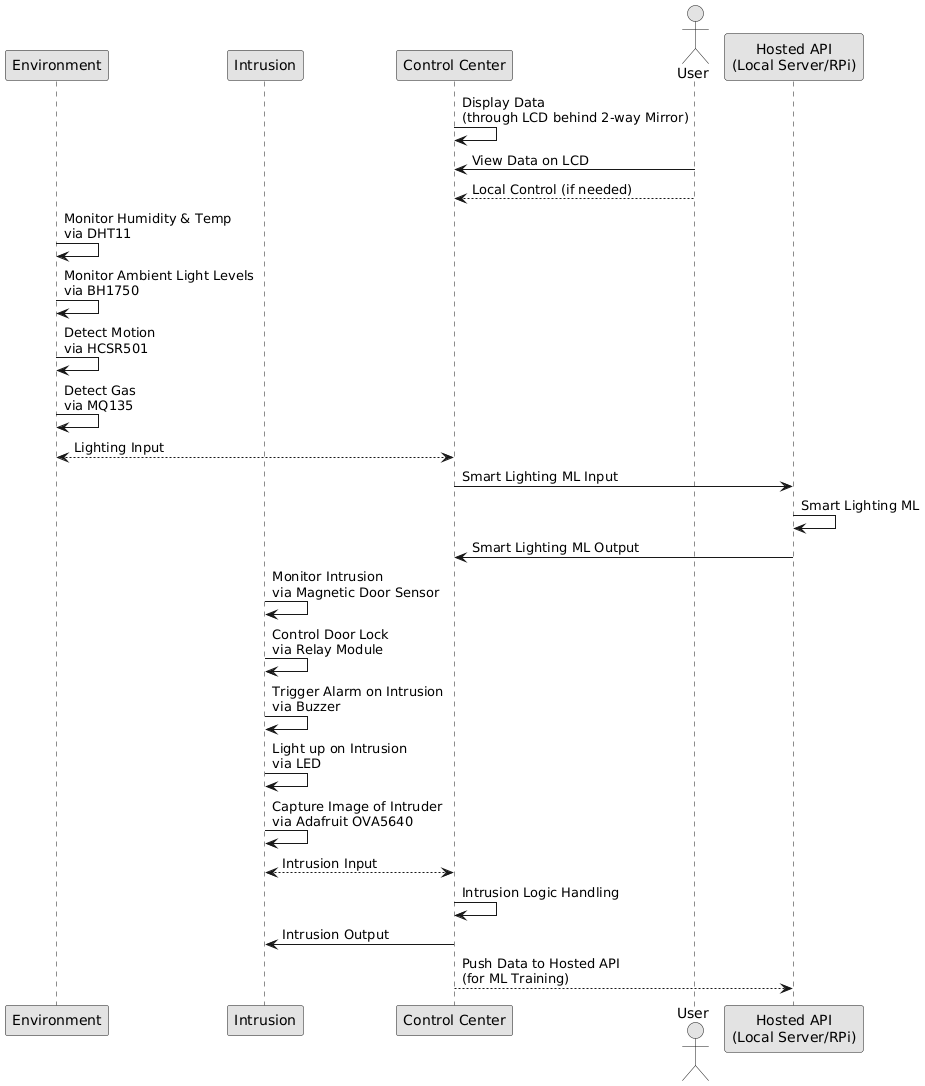 Environment
Intrusion
Control Center
User
Hosted API
(Local Server/RPi)
Display Data
(through LCD behind 2-way Mirror)
View Data on LCD
Local Control (if needed)
Monitor Humidity & Temp
via DHT11
Monitor Ambient Light Levels
via BH1750
Detect Motion
via HCSR501
Detect Gas
via MQ135
Lighting Input
Smart Lighting ML Input
Smart Lighting ML
Smart Lighting ML Output
Monitor Intrusion
via Magnetic Door Sensor
Control Door Lock
via Relay Module
Trigger Alarm on Intrusion
via Buzzer
Light up on Intrusion
via LED
Capture Image of Intruder
via Adafruit OVA5640
Intrusion Input
Intrusion Logic Handling
Intrusion Output
Push Data to Hosted API
(for ML Training)
Environment
Intrusion
Control Center
User
Hosted API
(Local Server/RPi)